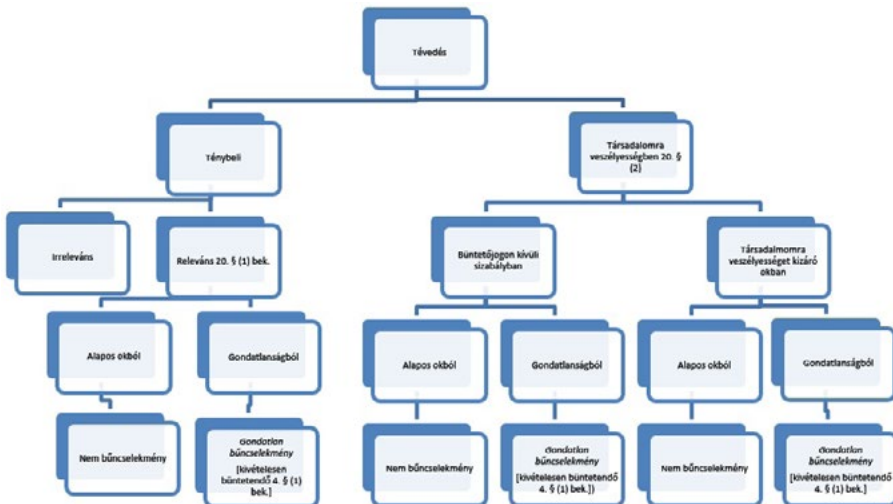 Tévedés
Ténybeli
Társadalomra
veszélyességben 20. §
(2)
Irreleváns
Releváns 20. § (1) bek.
Büntetőjogon kívüli
szabályban
Társadalmomra
veszélyességet kizáró
okban
Alapos okból
Gondatlanságból
Alapos okból
Gondatlanságból
Alapos okból
Gondatlanságból
Nem bűncselekmény
Gondatlan
bűncselekmény
[kivételesen
büntetendő 4. § (1)
bek.]
Nem bűncselekmény
Gondatlan
bűncselekmény
[kivételesen büntetendő
4. § (1) bek.])
Nem bűncselekmény
Gondatlan
bűncselekmény
[kivételesen büntetendő
4. § (1) bek.]